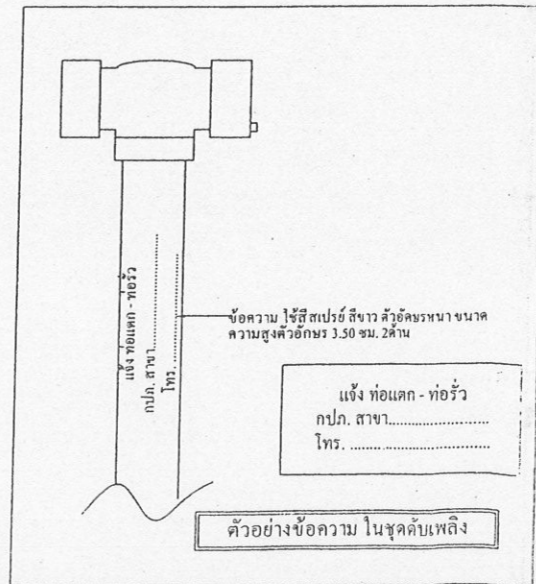 แจ้ง ท่อแตก - ท่อรั่ว
กปภ. สาขา........................
โทร. ................................
ข้อความ ใช้สีสเปรย์ สีขาว ตัวอักษรหนา ขนาด
ความสูงตัวอักษร 3.50 ซม. 2ด้าน
แจ้ง ท่อแตก - ท่อรั่ว
กปภ. สาขา........................
โทร. ................................
ตัวอย่างข้อความ ในชุดดับเพลิง